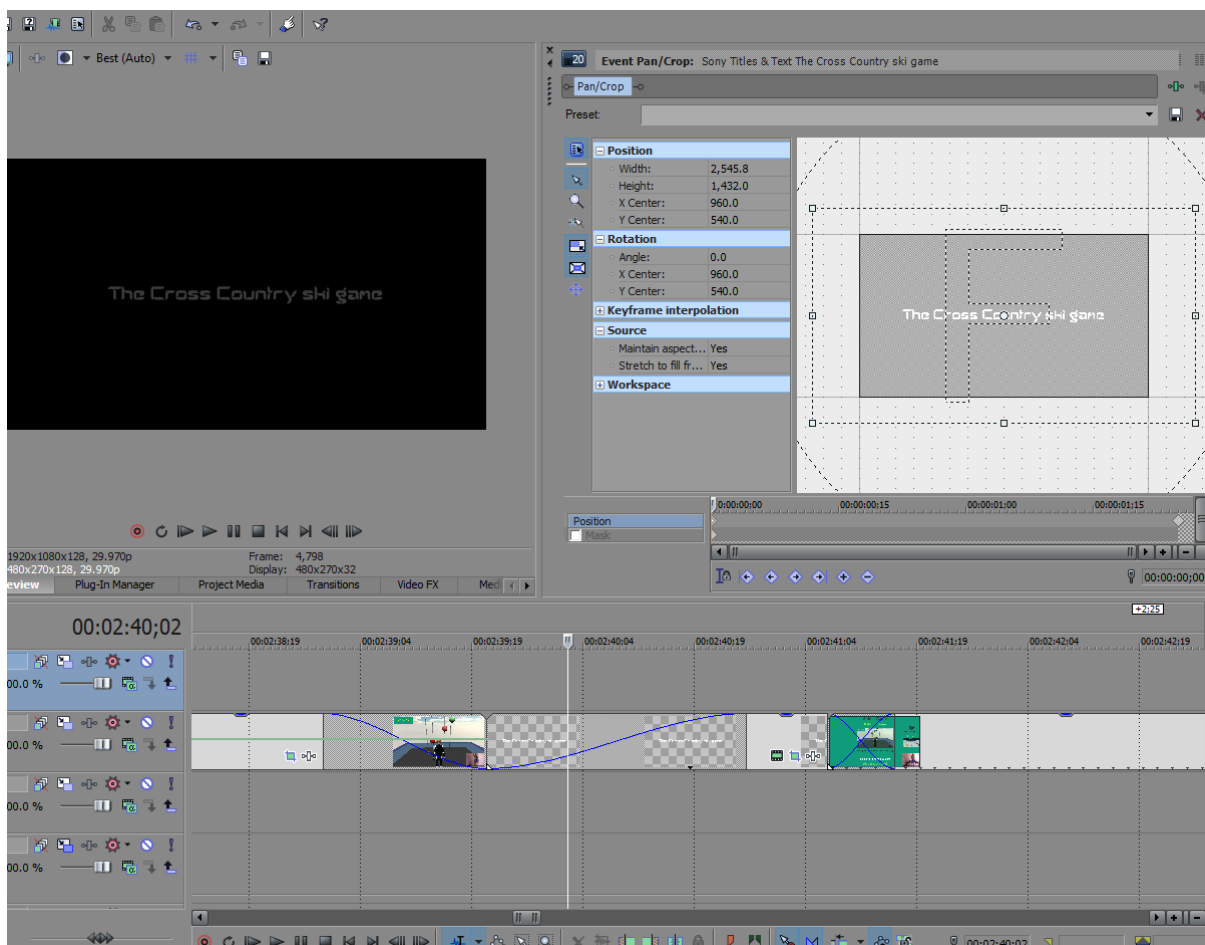 Best (Auto)
20 Event Pan/Crop: Sony Titles & Text The Cross Country ski game
Pan/Crop
Preset:
Position
Width: 2,545.8
Height: 1,432.0
X Center: 960.0
Y Center: 540.0
Rotation
Angle: 0.0
X Center: 960.0
Y Center: 540.0
Keyframe interpolation
Source
Maintain aspect... Yes
Stretch to fill fr... Yes
Workspace
The Cross Country ski game
The Cross Country ski game
0:00:00;00 00:00:00;15 00:00:01;00 00:00:01;15
Position
Mask
00:00:00;00
1920x1080x128, 29.970p Frame: 4,798
480x270x128, 29.970p Display: 480x270x32
eview Plug-In Manager Project Media Transitions Video FX Med
+2;25
00:02:40;02
00:02:38;19 00:02:39;04 00:02:39;19 00:02:40;04 00:02:40;19 00:02:41;04 00:02:41;19 00:02:42;04 00:02:42;19
00.0 %
00.0 %
00.0 %
00.0 %
00:02:40;02